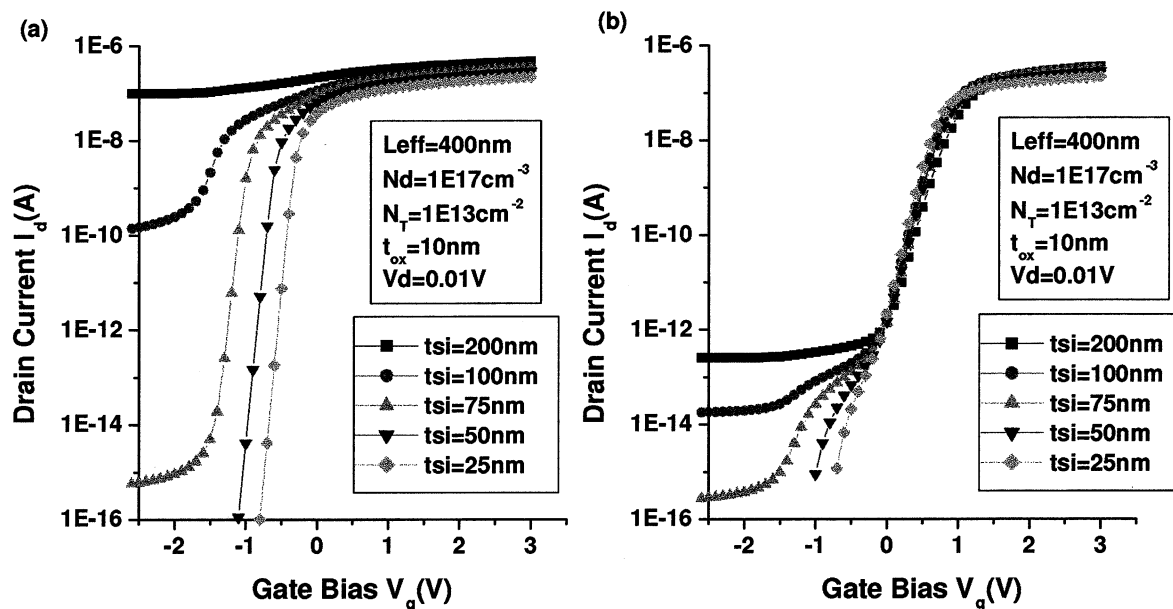 (a)
1E-6
1E-8
1E-10
1E-12
1E-14
1E-16
Drain Current I_d(A)
-2 -1 0 1 2 3
Gate Bias V_g(V)
Leff=400nm
Nd=1E17cm^-3
N_T=1E13cm^-2
t_ox=10nm
Vd=0.01V
tsi=200nm
tsi=100nm
tsi=75nm
tsi=50nm
tsi=25nm
(b)
1E-6
1E-8
1E-10
1E-12
1E-14
1E-16
Drain Current I_d(A)
-2 -1 0 1 2 3
Gate Bias V_g(V)
Leff=400nm
Nd=1E17cm^-3
N_T=1E13cm^-2
t_ox=10nm
Vd=0.01V
tsi=200nm
tsi=100nm
tsi=75nm
tsi=50nm
tsi=25nm